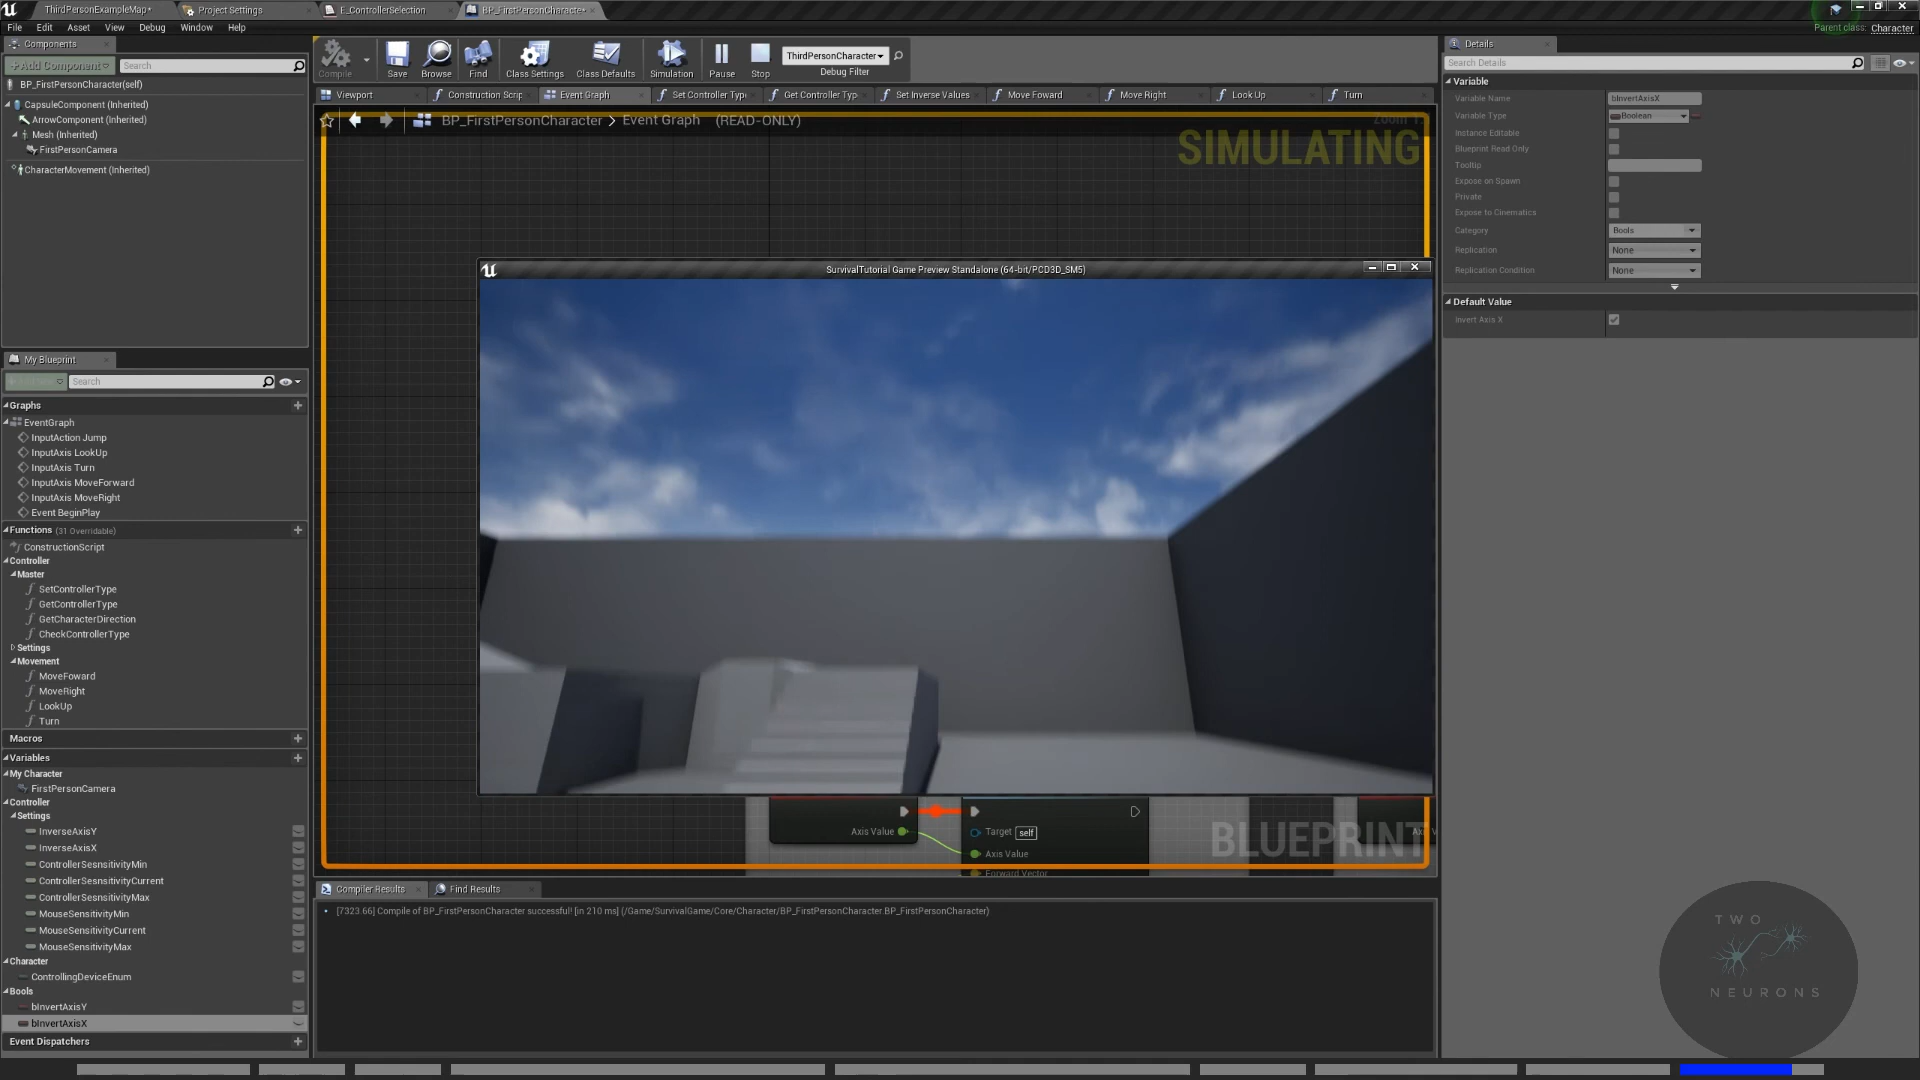 ThirdPersonExampleMap*
Project Settings
E_ControllerSelection
BP_FirstPersonCharacte*
File Edit Asset View Debug Window Help
Parent class: Character
Components
+Add Component
Search
BP_FirstPersonCharacter(self)
CapsuleComponent (Inherited)
ArrowComponent (Inherited)
Mesh (Inherited)
FirstPersonCamera
CharacterMovement (Inherited)
Compile
Save
Browse
Find
Class Settings
Class Defaults
Simulation
Pause
Stop
ThirdPersonCharacter
Debug Filter
Viewport
Construction Scrip
Event Graph
Set Controller Type
Get Controller Typ
Set Inverse Values
Move Foward
Move Right
Look Up
Turn
BP_FirstPersonCharacter > Event Graph (READ-ONLY)
SIMULATING
SurvivalTutorial Game Preview Standalone (64-bit/PCD3D_SM5)
Axis Value
Target self
Axis Value
Forward Vector
BLUEPRINT
My Blueprint
Search
Graphs
EventGraph
InputAction Jump
InputAxis LookUp
InputAxis Turn
InputAxis MoveForward
InputAxis MoveRight
Event BeginPlay
Functions (31 Overridable)
ConstructionScript
Controller
Master
SetControllerType
GetControllerType
GetCharacterDirection
CheckControllerType
Settings
Movement
MoveFoward
MoveRight
LookUp
Turn
Macros
Variables
My Character
FirstPersonCamera
Controller
Settings
InverseAxisY
InverseAxisX
ControllerSesnsitivityMin
ControllerSesnsitivityCurrent
ControllerSesnsitivityMax
MouseSensitivityMin
MouseSensitivityCurrent
MouseSensitivityMax
Character
ControllingDeviceEnum
Bools
bInvertAxisY
bInvertAxisX
Event Dispatchers
Compiler Results
Find Results
[7323.66] Compile of BP_FirstPersonCharacter successful! [in 210 ms] (/Game/SurvivalGame/Core/Character/BP_FirstPersonCharacter.BP_FirstPersonCharacter)
Details
Search Details
Variable
Variable Name bInvertAxisX
Variable Type Boolean
Instance Editable
Blueprint Read Only
Tooltip
Expose on Spawn
Private
Expose to Cinematics
Category Bools
Replication None
Replication Condition None
Default Value
Invert Axis X
TWO
NEURONS